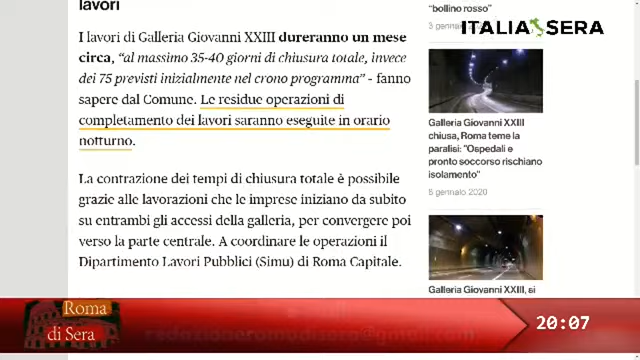 lavori
I lavori di Galleria Giovanni XXIII dureranno un mese
circa, “al massimo 35-40 giorni di chiusura totale, invece
dei 75 previsti inizialmente nel crono programma” - fanno
sapere dal Comune. Le residue operazioni di
completamento dei lavori saranno eseguite in orario
notturno.
La contrazione dei tempi di chiusura totale è possibile
grazie alle lavorazioni che le imprese iniziano da subito
su entrambi gli accessi della galleria, per convergere poi
verso la parte centrale. A coordinare le operazioni il
Dipartimento Lavori Pubblici (Simu) di Roma Capitale.
“bollino rosso”
ITALIA SERA
Galleria Giovanni XXIII
chiusa, Roma teme la
paralisi: "Ospedali e
pronto soccorso rischiano
isolamento"
8 gennaio 2020
Galleria Giovanni XXIII, si
Roma
di Sera
20:07